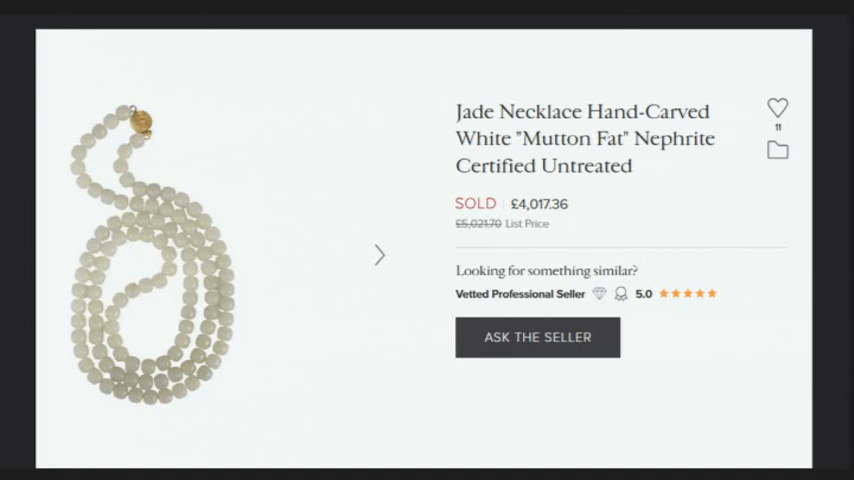 Jade Necklace Hand-Carved
White "Mutton Fat" Nephrite
Certified Untreated
11
SOLD £4,017.36
£5,021.70 List Price
Looking for something similar?
Vetted Professional Seller 5.0
ASK THE SELLER